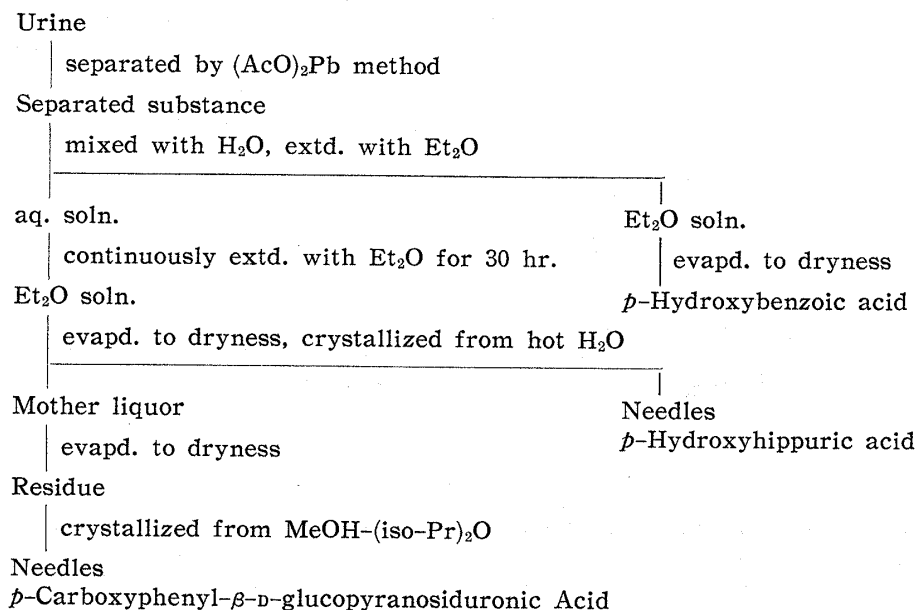 Urine
separated by (AcO)₂Pb method
Separated substance
mixed with H₂O, extd. with Et₂O
aq. soln.
Et₂O soln.
continuously extd. with Et₂O for 30 hr.
evapd. to dryness
Et₂O soln.
p-Hydroxybenzoic acid
evapd. to dryness, crystallized from hot H₂O
Mother liquor
Needles
evapd. to dryness
p-Hydroxyhippuric acid
Residue
crystallized from MeOH-(iso-Pr)₂O
Needles
p-Carboxyphenyl-β-D-glucopyranosiduronic Acid